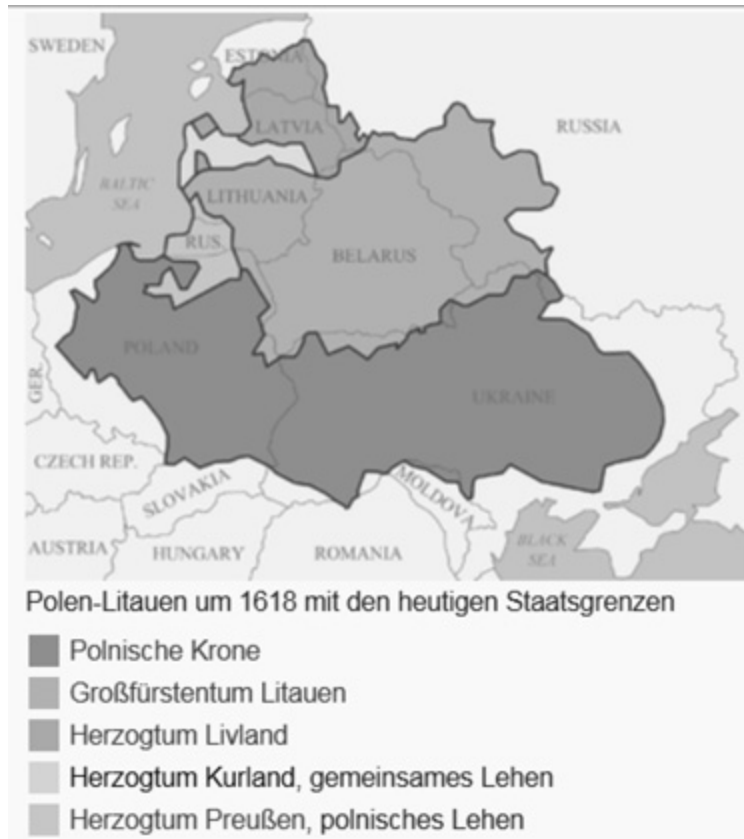 SWEDEN
ESTONIA
RUSSIA
LATVIA
BALTIC
SEA
LITHUANIA
RUS.
BELARUS
POLAND
GER.
UKRAINE
CZECH REP.
SLOVAKIA
MOLDOVA
AUSTRIA
HUNGARY
ROMANIA
BLACK
SEA
Polen-Litauen um 1618 mit den heutigen Staatsgrenzen
Polnische Krone
Großfürstentum Litauen
Herzogtum Livland
Herzogtum Kurland, gemeinsames Lehen
Herzogtum Preußen, polnisches Lehen